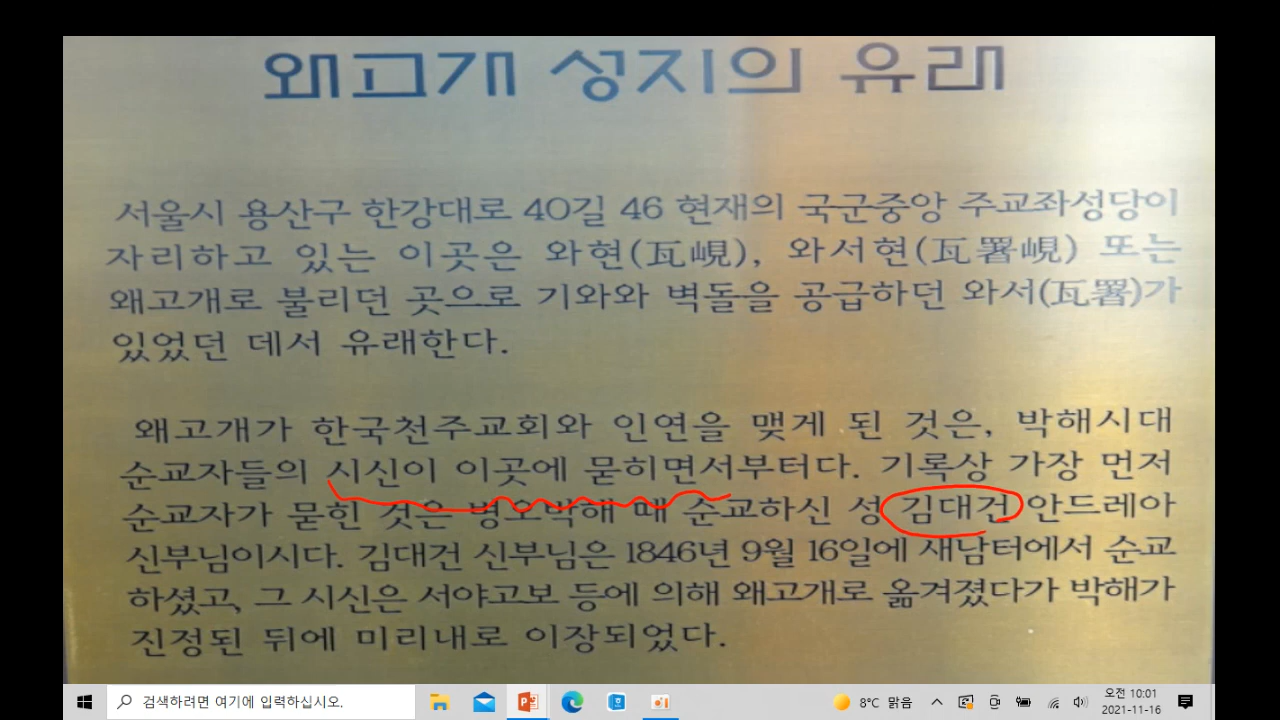 왜고개 성지의 유래
서울시 용산구 한강대로 40길 46 현재의 국군중앙 주교좌성당이
자리하고 있는 이곳은 와현(瓦峴), 와서현(瓦署峴) 또는
왜고개로 불리던 곳으로 기와와 벽돌을 공급하던 와서(瓦署)가
있었던 데서 유래한다.
왜고개가 한국천주교회와 인연을 맺게 된 것은, 박해시대
순교자들의 시신이 이곳에 묻히면서부터다. 기록상 가장 먼저
순교자가 묻힌 것은 병오박해 때 순교하신 성 김대건 안드레아
신부님이시다. 김대건 신부님은 1846년 9월 16일에 새남터에서 순교
하셨고, 그 시신은 서야고보 등에 의해 왜고개로 옮겨졌다가 박해가
진정된 뒤에 미리내로 이장되었다.
검색하려면 여기에 입력하십시오.
8°C 맑음
오전 10:01
2021-11-16